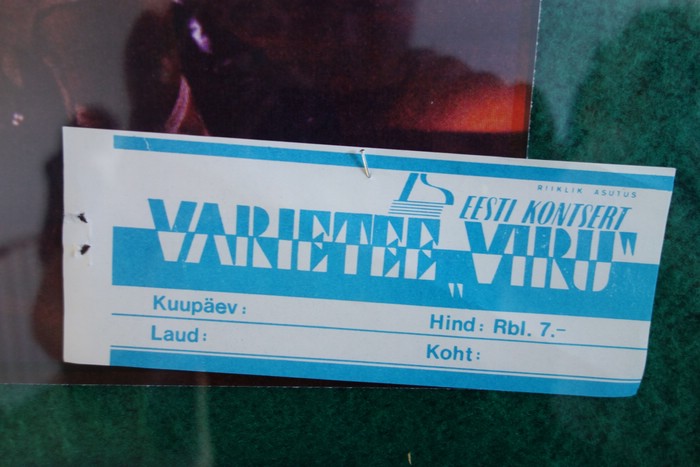 RIIKLIK ASUTUS
EESTI KONTSERT
VARIETEE „VIRU"
Kuupäev:
Hind: Rbl. 7.-
Laud:
Koht: